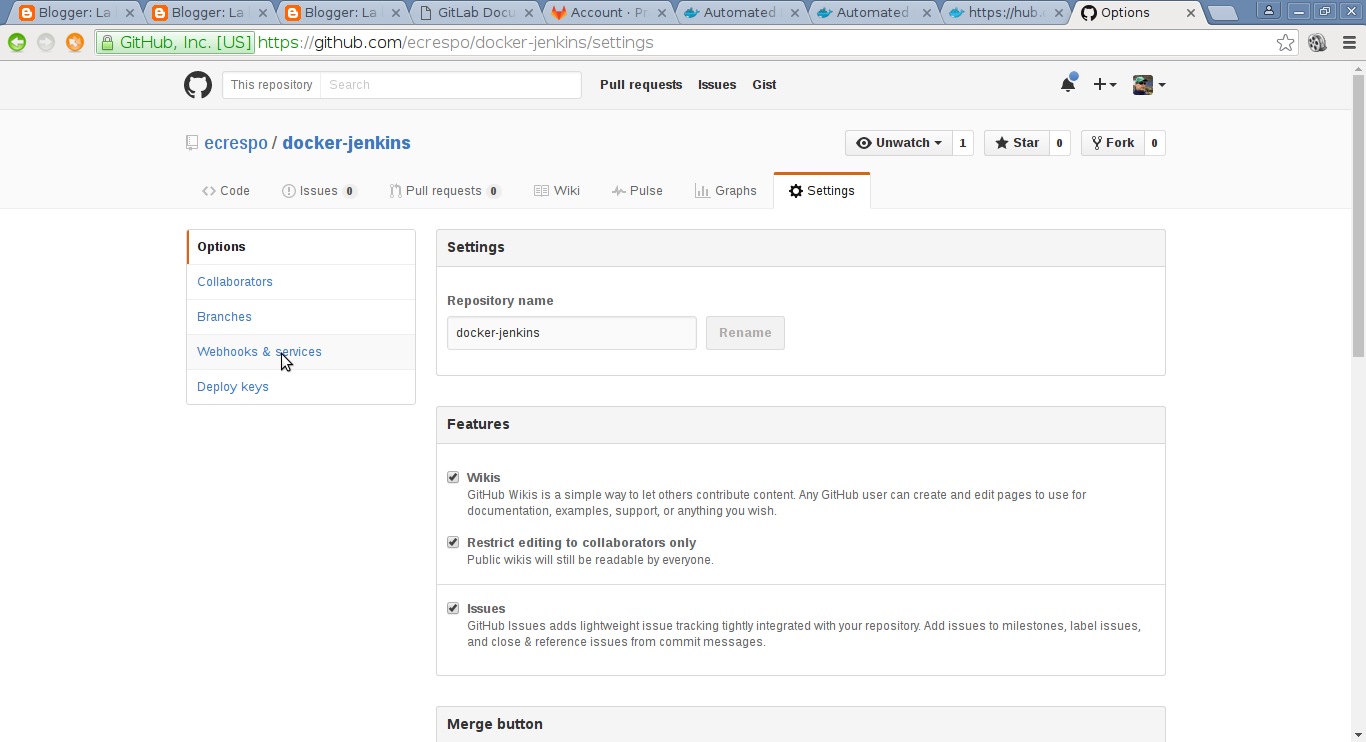 Blogger: La
Blogger: La
Blogger: La
GitLab Docu
Account · Pr
Automated
Automated
https://hub.
Options
GitHub, Inc. [US] https://github.com/ecrespo/docker-jenkins/settings
This repository Search Pull requests Issues Gist
ecrespo / docker-jenkins Unwatch 1 Star 0 Fork 0
Code Issues 0 Pull requests 0 Wiki Pulse Graphs Settings
Options
Collaborators
Branches
Webhooks & services
Deploy keys
Settings
Repository name
docker-jenkins Rename
Features
Wikis
GitHub Wikis is a simple way to let others contribute content. Any GitHub user can create and edit pages to use for
documentation, examples, support, or anything you wish.
Restrict editing to collaborators only
Public wikis will still be readable by everyone.
Issues
GitHub Issues adds lightweight issue tracking tightly integrated with your repository. Add issues to milestones, label issues,
and close & reference issues from commit messages.
Merge button